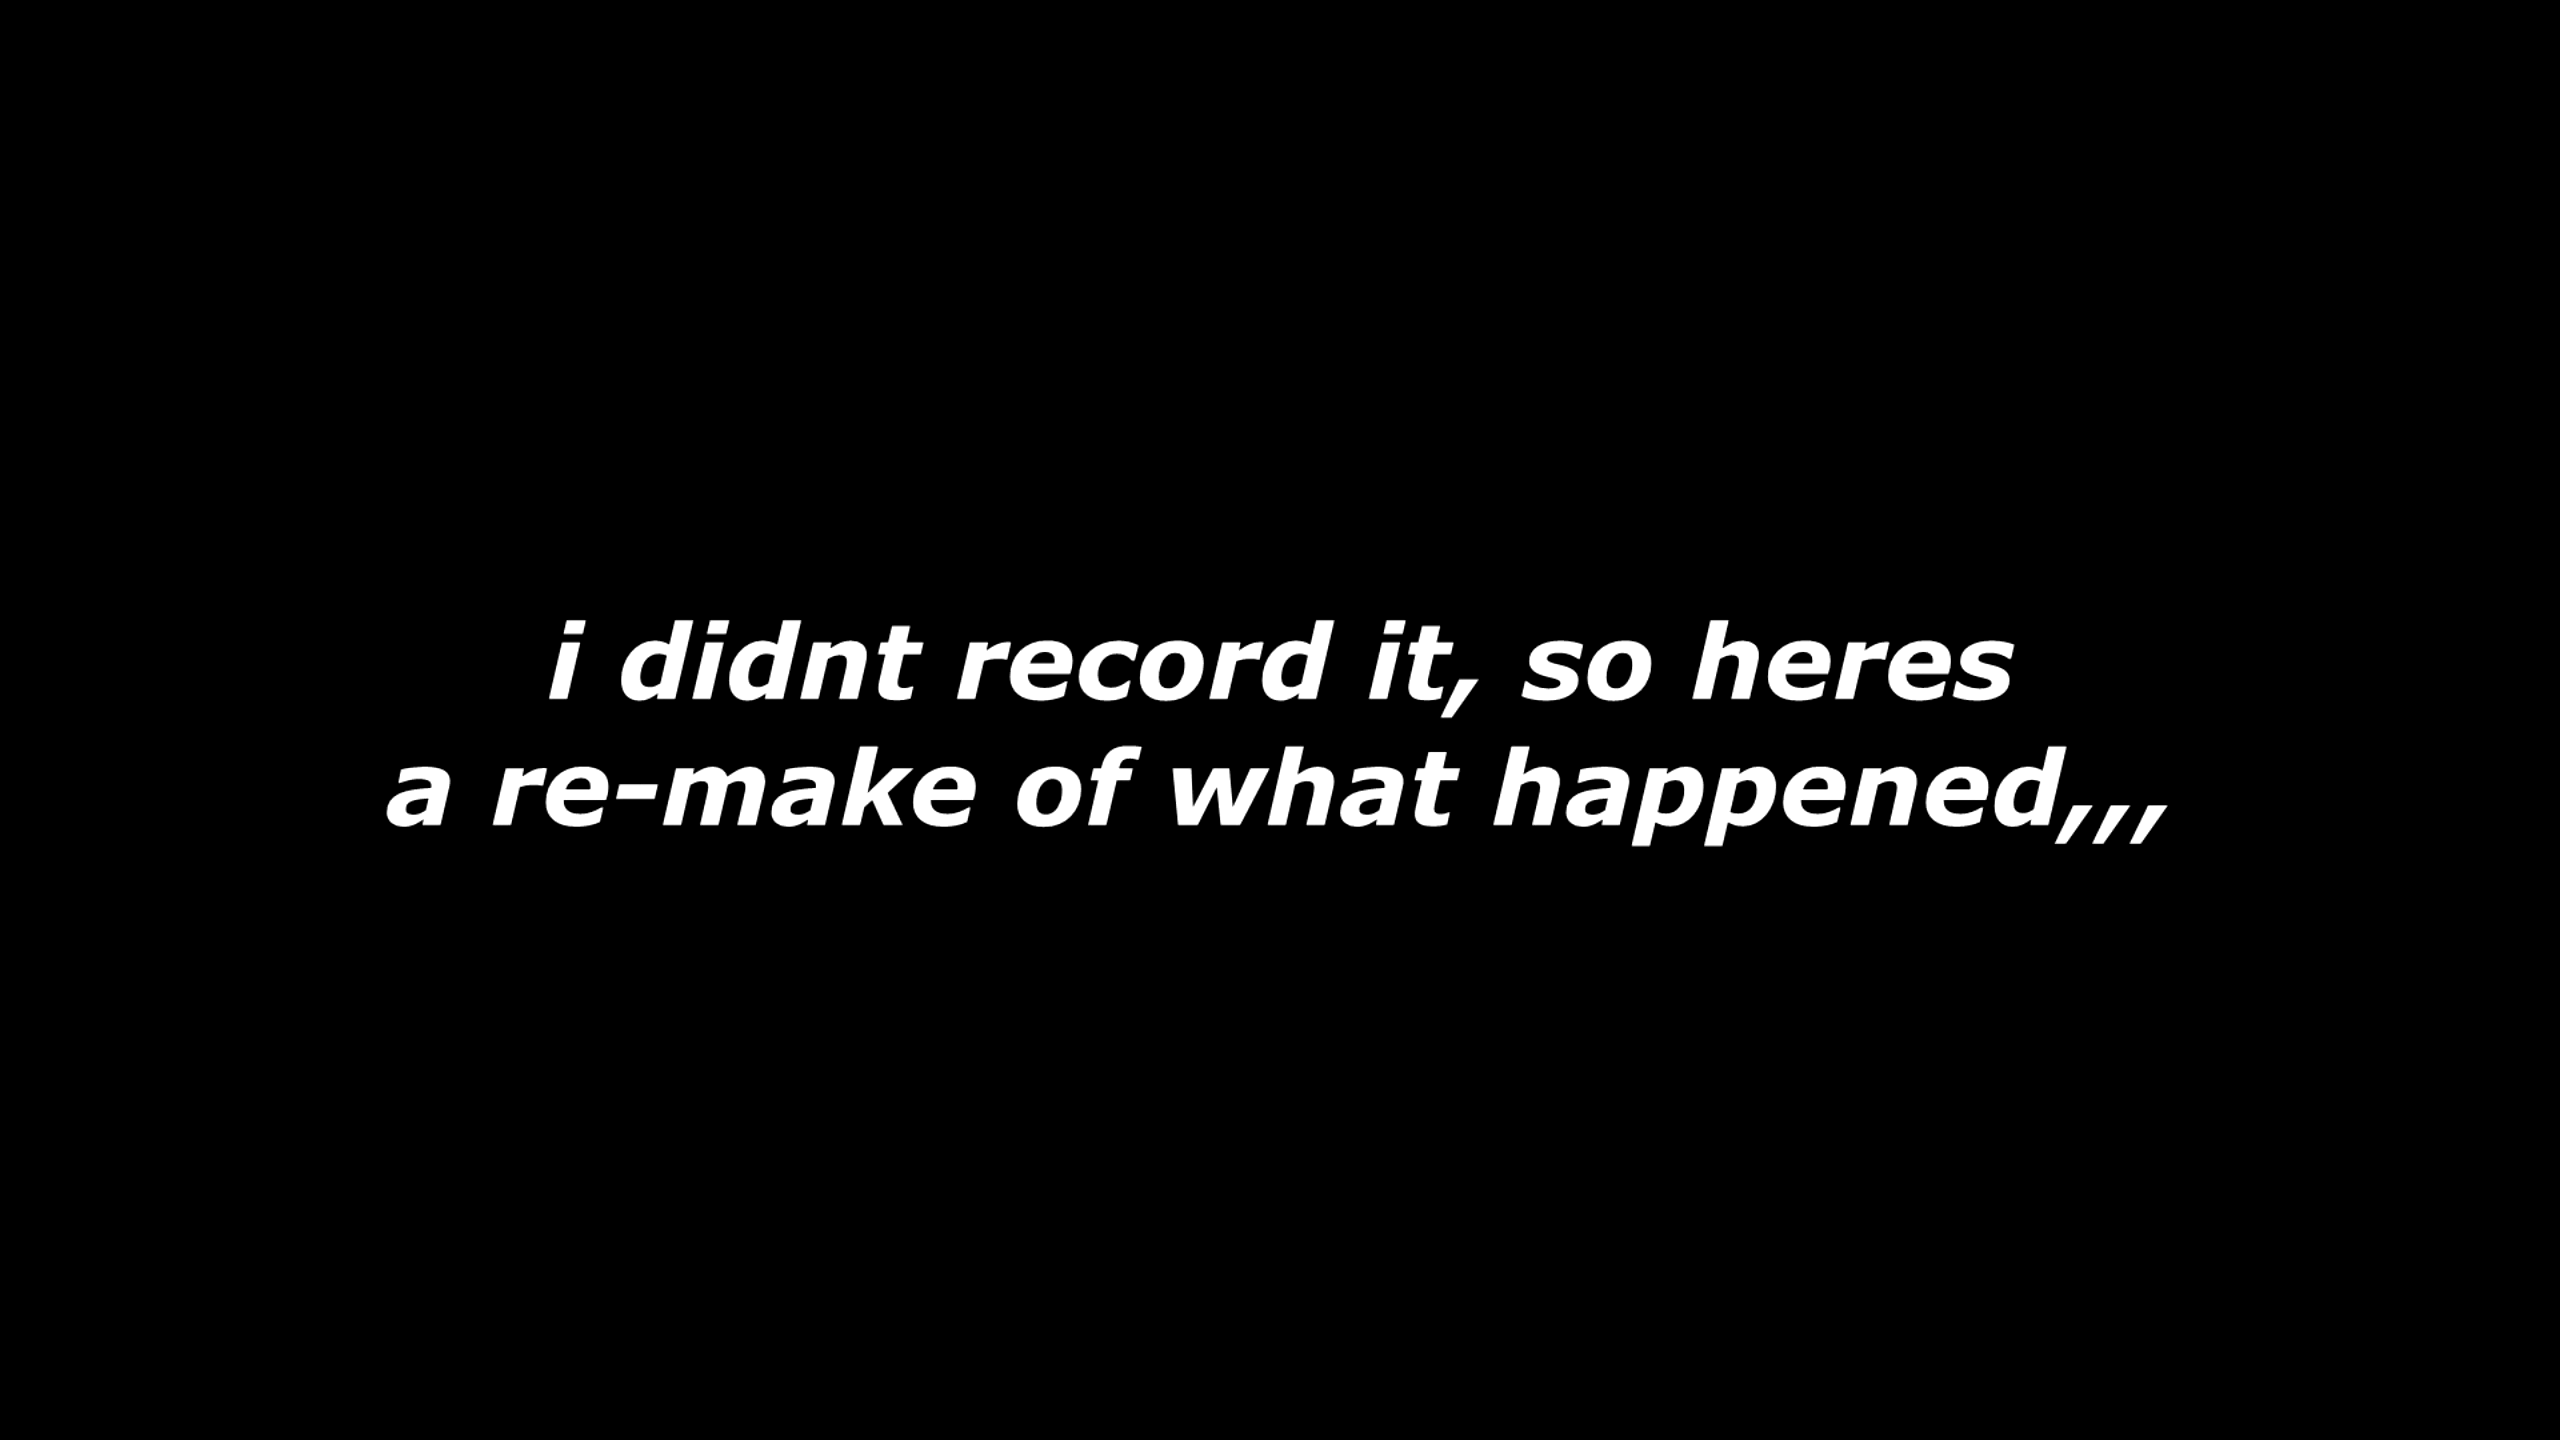 i didnt record it, so heres
a re-make of what happened,,,